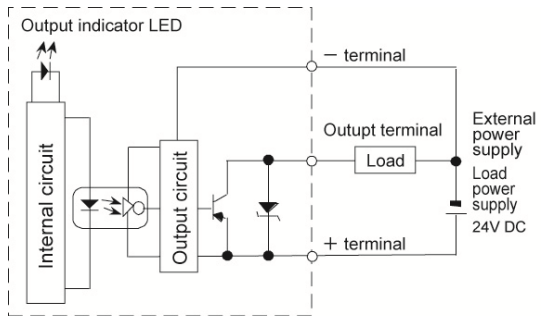 Output indicator LED
− terminal
Internal circuit
Output circuit
Outupt terminal
Load
External
power
supply
Load
power
supply
24V DC
+ terminal